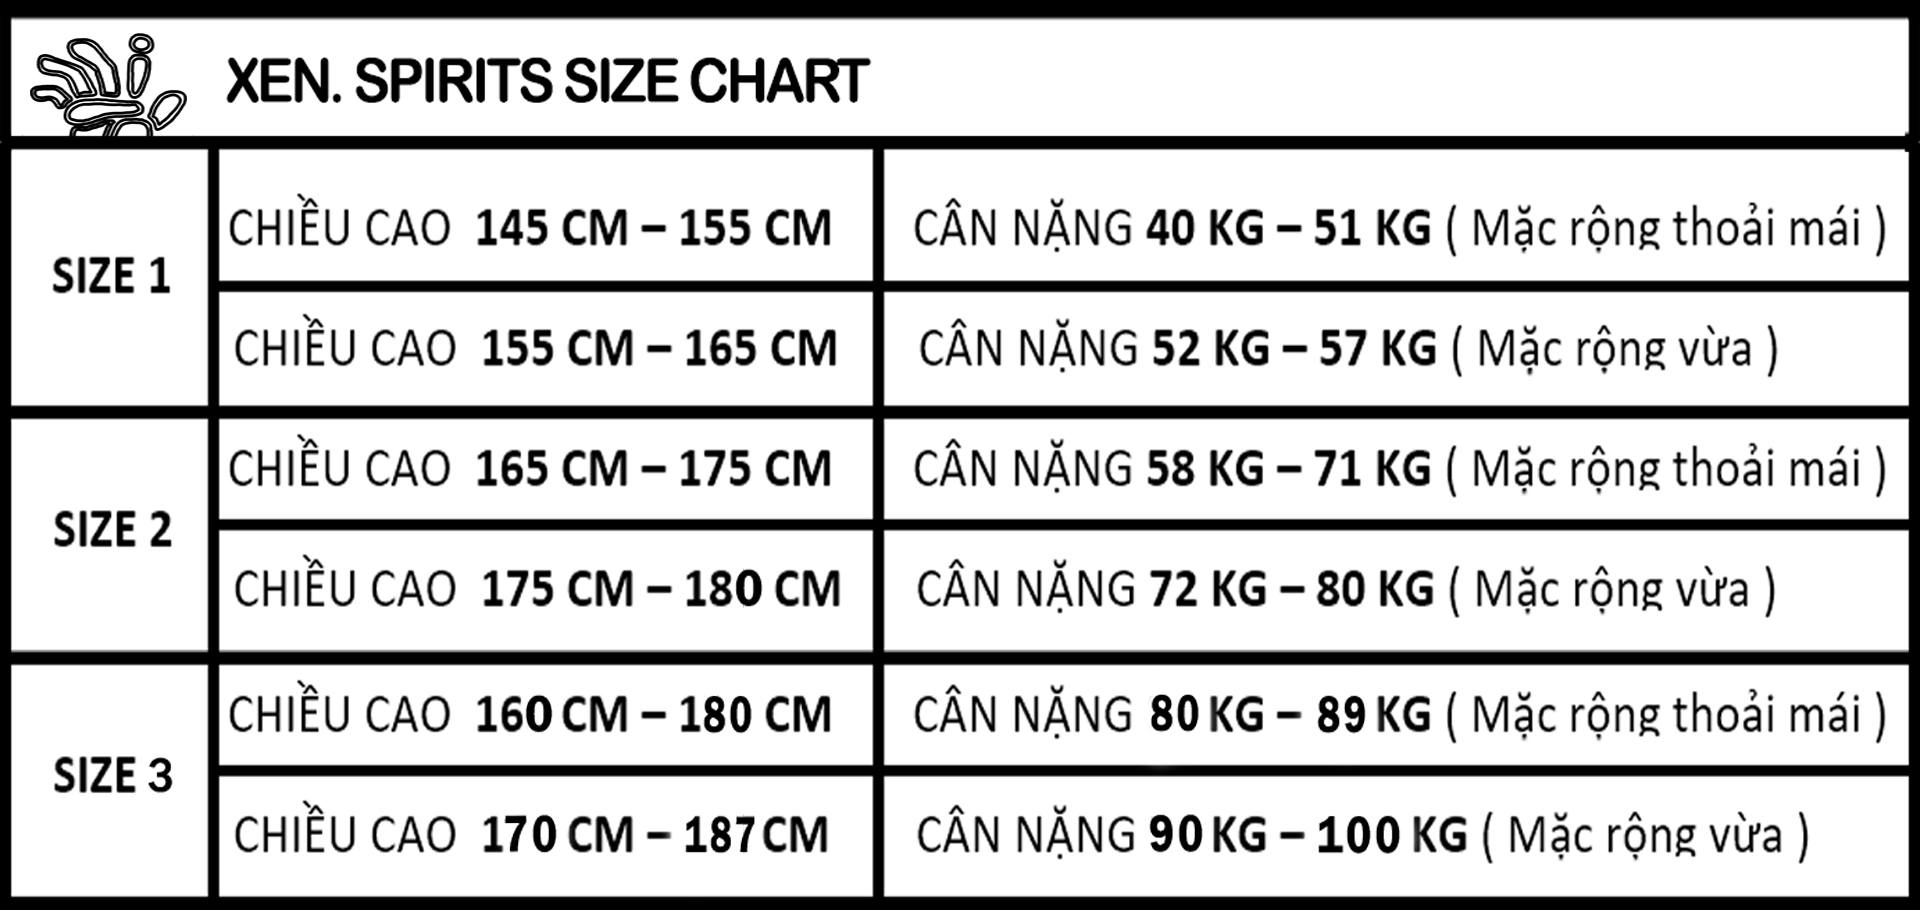 XEN. SPIRITS SIZE CHART
SIZE 1
CHIỀU CAO 145 CM – 155 CM
CÂN NẶNG 40 KG – 51 KG ( Mặc rộng thoải mái )
CHIỀU CAO 155 CM – 165 CM
CÂN NẶNG 52 KG – 57 KG ( Mặc rộng vừa )
SIZE 2
CHIỀU CAO 165 CM – 175 CM
CÂN NẶNG 58 KG – 71 KG ( Mặc rộng thoải mái )
CHIỀU CAO 175 CM – 180 CM
CÂN NẶNG 72 KG – 80 KG ( Mặc rộng vừa )
SIZE 3
CHIỀU CAO 160 CM – 180 CM
CÂN NẶNG 80 KG – 89 KG ( Mặc rộng thoải mái )
CHIỀU CAO 170 CM – 187 CM
CÂN NẶNG 90 KG – 100 KG ( Mặc rộng vừa )